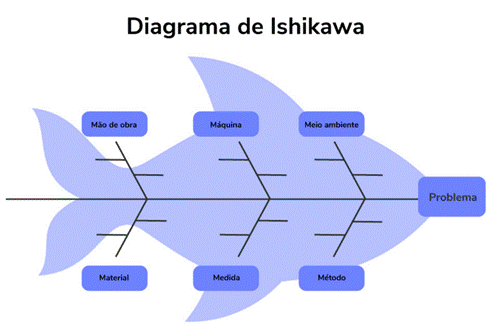 Diagrama de Ishikawa
Mão de obra
Máquina
Meio ambiente
Problema
Material
Medida
Método